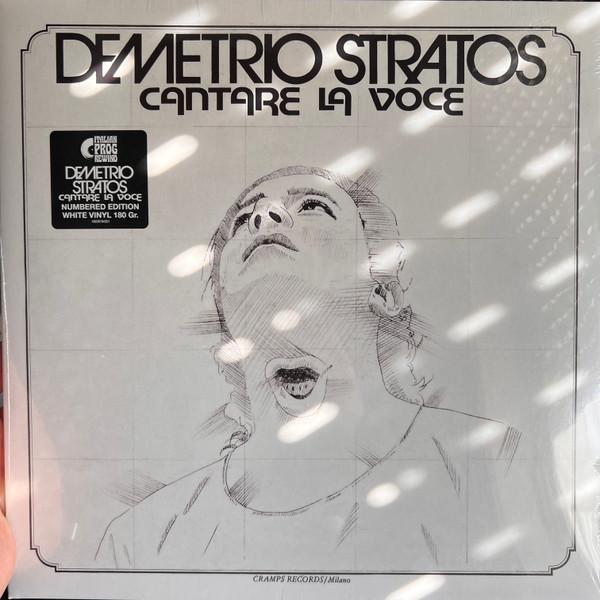 DEMETRIO STRATOS
CANTARE LA VOCE
ITALIAN
PROG
REWIND
DEMETRIO
STRATOS
CANTARE LA VOCE
NUMBERED EDITION
WHITE VINYL 180 Gr.
CRAMPS RECORDS/Milano